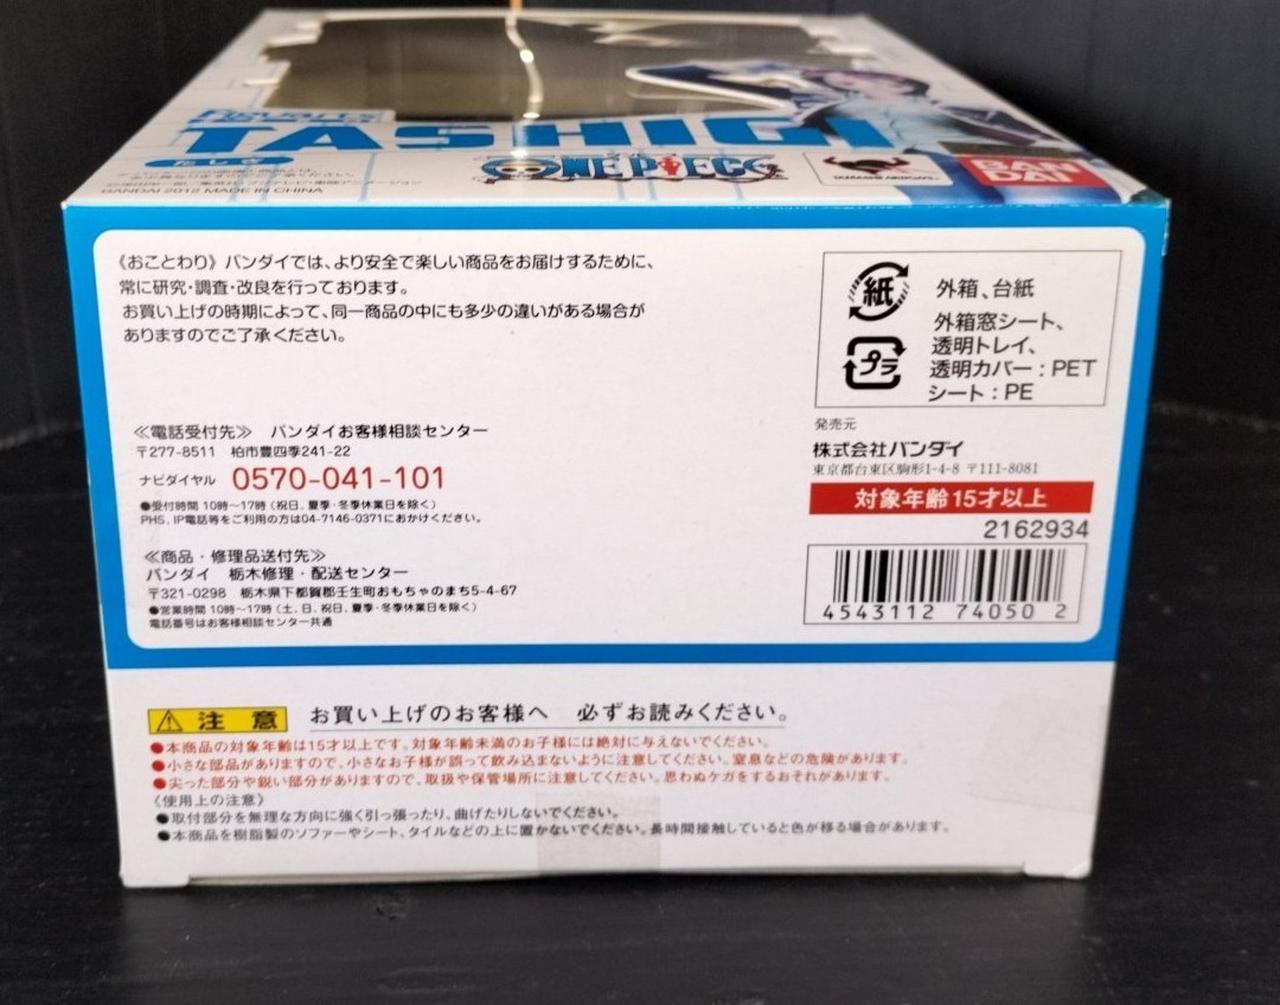 Figuarts
TASHIGI
たしぎ
ONE PIECE
TAMASHII NATIONS
BAN
DAI
BANDAI 2012 MADE IN CHINA
《おことわり》バンダイでは、より安全で楽しい商品をお届けするために、
常に研究・調査・改良を行っております。
お買い上げの時期によって、同一商品の中にも多少の違いがある場合が
ありますのでご了承ください。
紙 外箱、台紙
プラ 外箱窓シート、
透明トレイ、
透明カバー：PET
シート：PE
≪電話受付先≫ バンダイお客様相談センター
〒277-8511 柏市豊四季241-22
ナビダイヤル 0570-041-101
●受付時間 10時～17時（祝日、夏季・冬季休業日を除く）
PHS、IP電話等をご利用の方は04-7146-0371におかけください。
≪商品・修理品送付先≫
バンダイ 栃木修理・配送センター
〒321-0298 栃木県下都賀郡壬生町おもちゃのまち5-4-67
●営業時間 10時～17時（土、日、祝日、夏季・冬季休業日を除く）
電話番号はお客様相談センター共通
発売元
株式会社バンダイ
東京都台東区駒形1-4-8 〒111-8081
対象年齢15才以上
2162934
4543112 74050 2
注 意 お買い上げのお客様へ 必ずお読みください。
●本商品の対象年齢は15才以上です。対象年齢未満のお子様には絶対に与えないでください。
●小さな部品がありますので、小さなお子様が誤って飲み込まないように注意してください。窒息などの危険があります。
●尖った部分や鋭い部分がありますので、取扱や保管場所に注意してください。思わぬケガをするおそれがあります。
〈使用上の注意〉
●取付部分を無理な方向に強く引っ張ったり、曲げたりしないでください。
●本商品を樹脂製のソファーやシート、タイルなどの上に置かないでください。長時間接触していると色が移る場合があります。